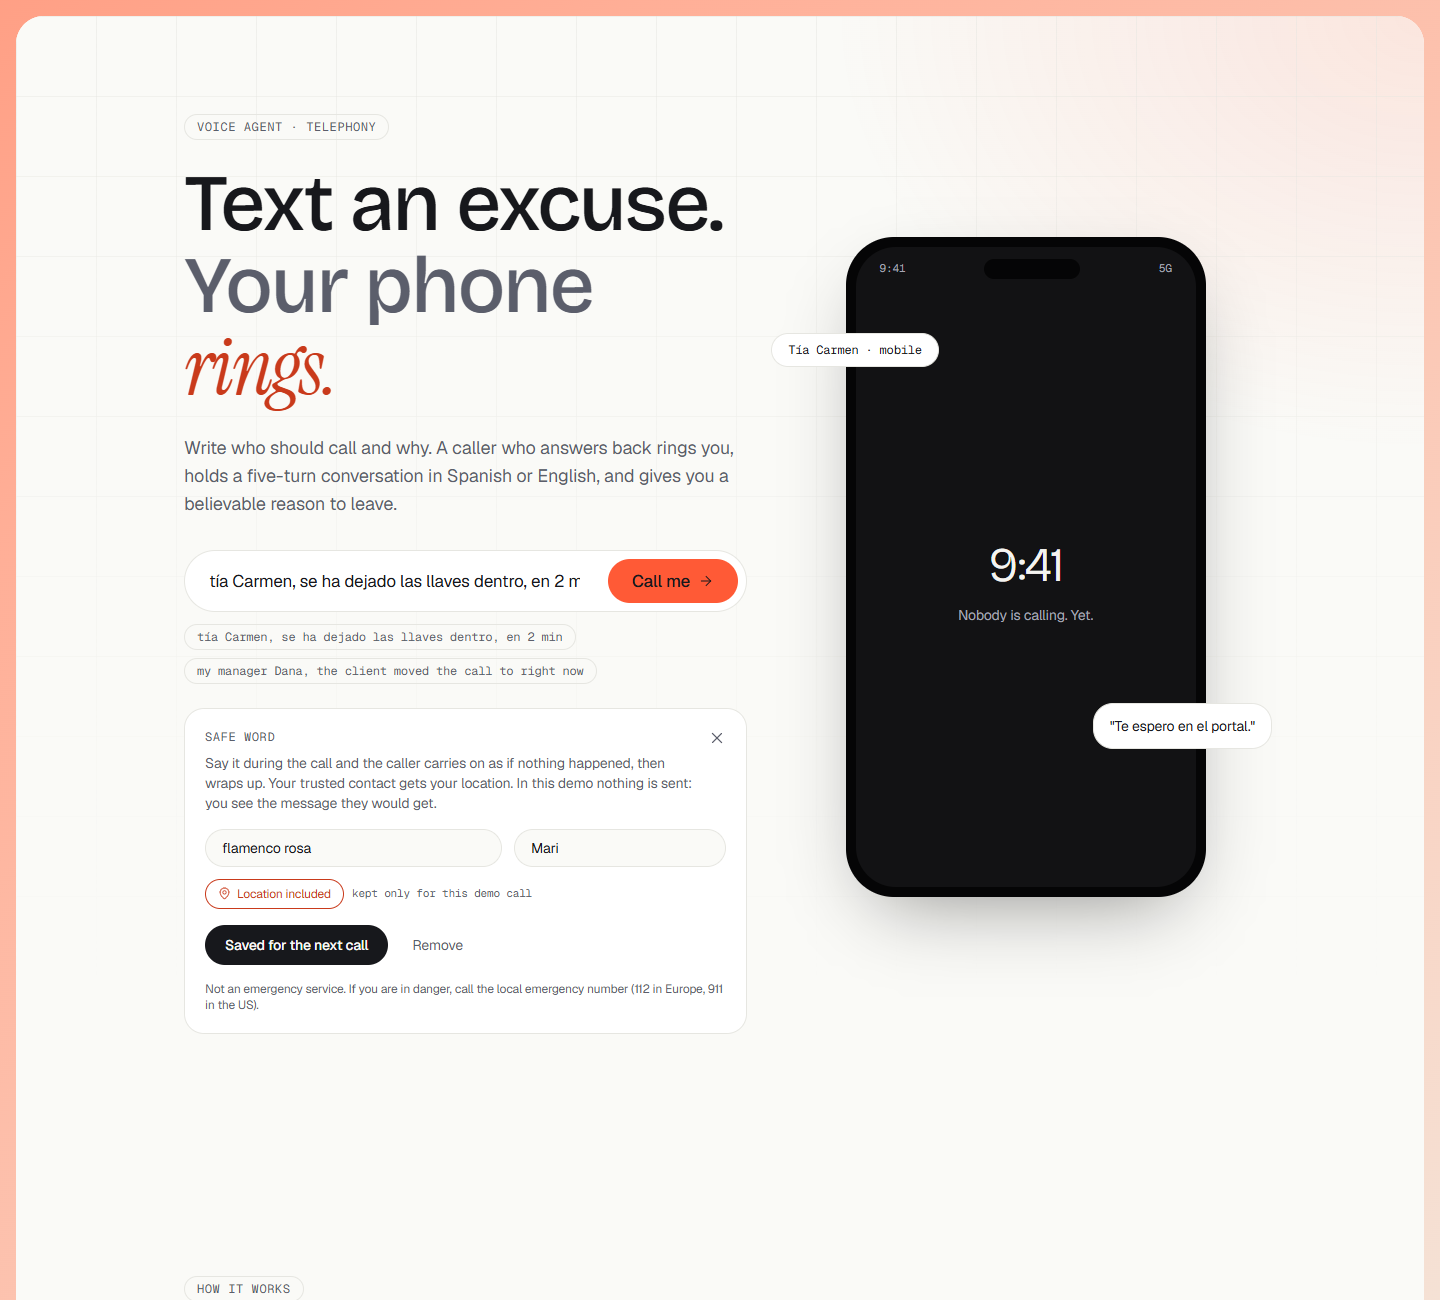 VOICE AGENT · TELEPHONY
Text an excuse.
Your phone
rings.
Write who should call and why. A caller who answers back rings you,
holds a five-turn conversation in Spanish or English, and gives you a
believable reason to leave.
tía Carmen, se ha dejado las llaves dentro, en 2 m
Call me →
tía Carmen, se ha dejado las llaves dentro, en 2 min
my manager Dana, the client moved the call to right now
SAFE WORD
Say it during the call and the caller carries on as if nothing happened, then
wraps up. Your trusted contact gets your location. In this demo nothing is sent:
you see the message they would get.
flamenco rosa
Mari
Location included
kept only for this demo call
Saved for the next call
Remove
Not an emergency service. If you are in danger, call the local emergency number (112 in Europe, 911
in the US).
9:41
5G
Tía Carmen · mobile
9:41
Nobody is calling. Yet.
"Te espero en el portal."
HOW IT WORKS